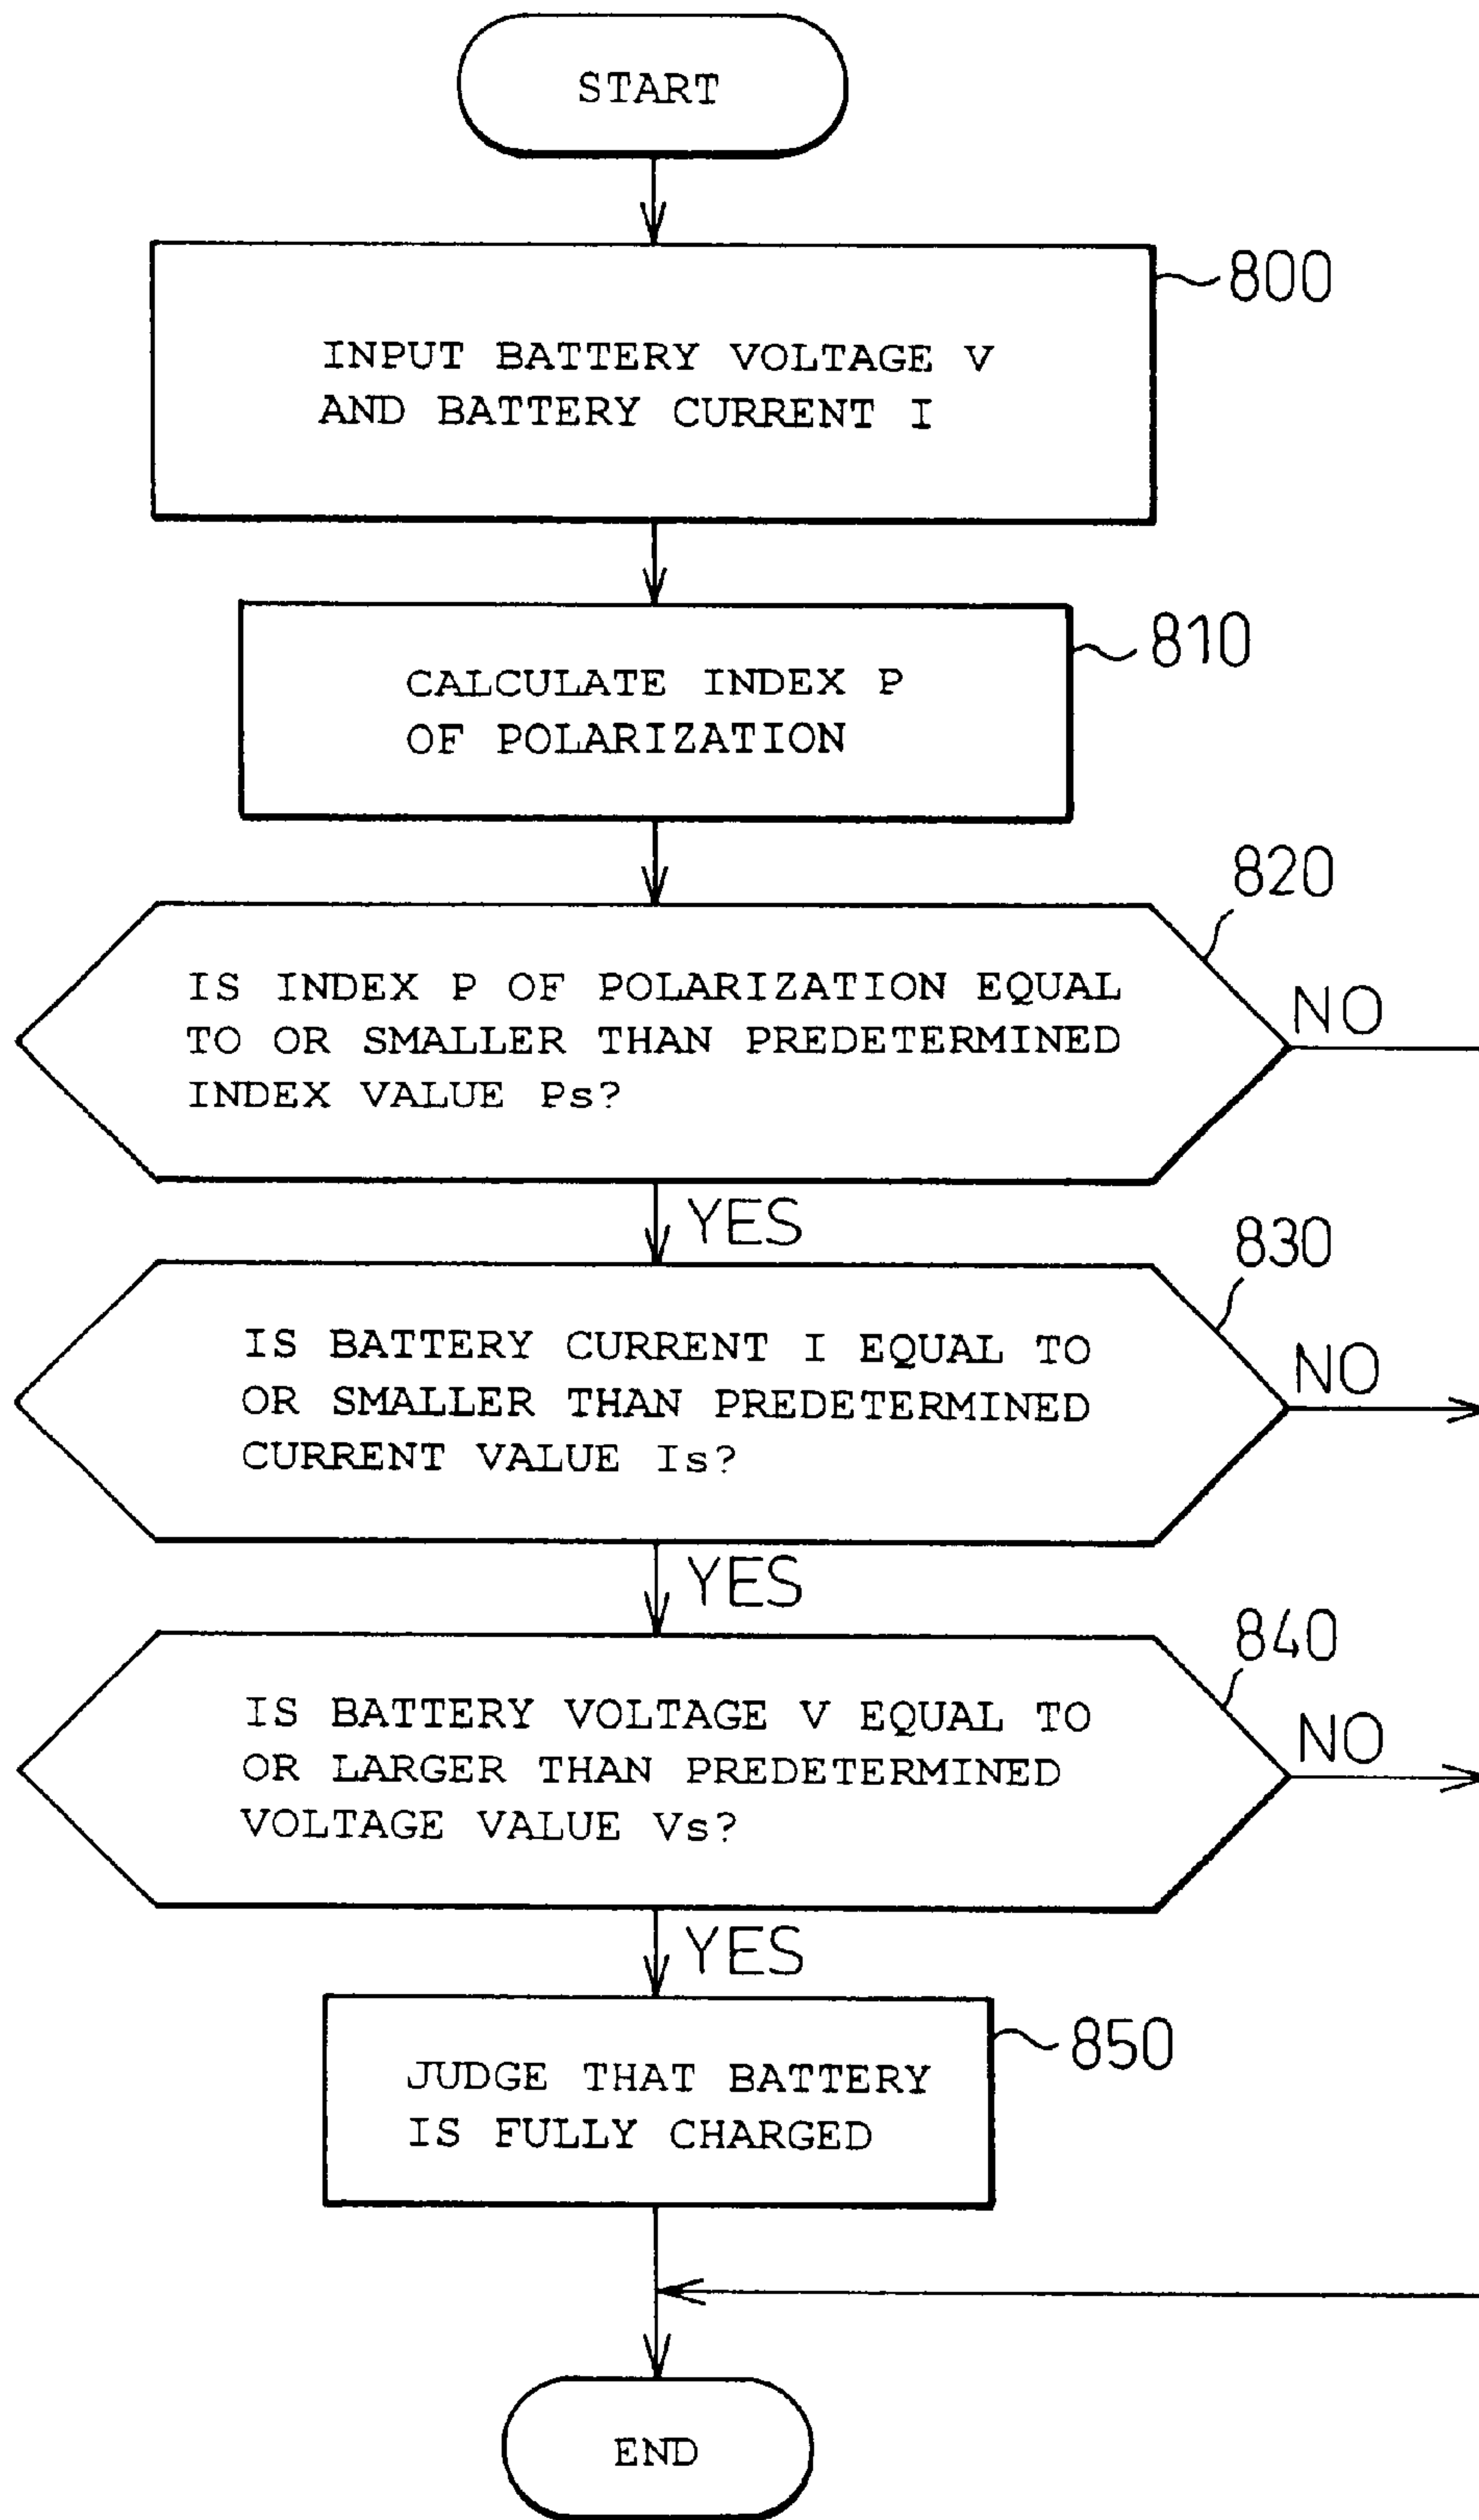 START
800
INPUT BATTERY VOLTAGE V
AND BATTERY CURRENT I
810
CALCULATE INDEX P
OF POLARIZATION
820
IS INDEX P OF POLARIZATION EQUAL
TO OR SMALLER THAN PREDETERMINED
INDEX VALUE Ps?
NO
YES
830
IS BATTERY CURRENT I EQUAL TO
OR SMALLER THAN PREDETERMINED
CURRENT VALUE Is?
NO
YES
840
IS BATTERY VOLTAGE V EQUAL TO
OR LARGER THAN PREDETERMINED
VOLTAGE VALUE Vs?
NO
YES
850
JUDGE THAT BATTERY
IS FULLY CHARGED
END